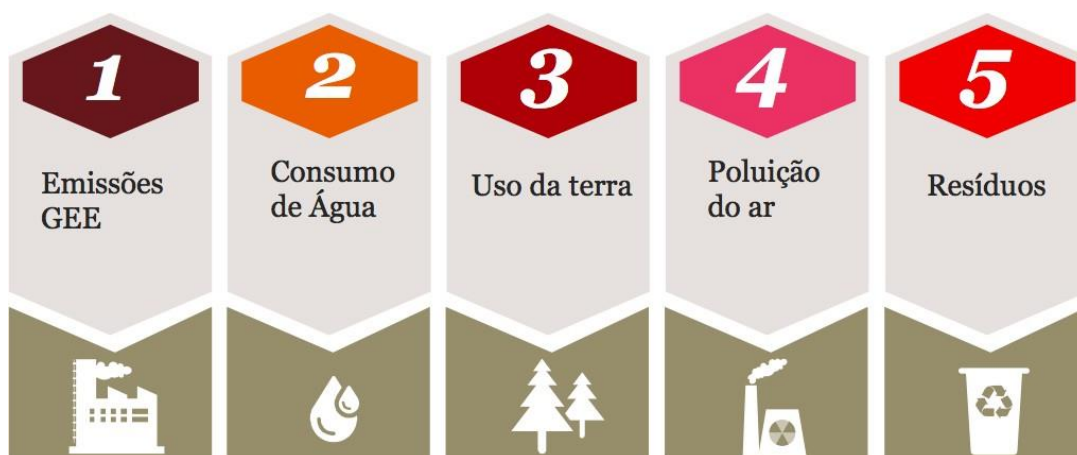 1
Emissões
GEE
2
Consumo
de Água
3
Uso da terra
4
Poluição
do ar
5
Resíduos